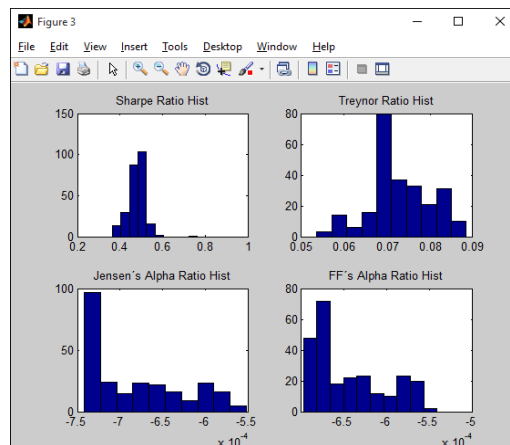 Figure 3
File Edit View Insert Tools Desktop Window Help
Sharpe Ratio Hist
150
100
50
0
0.2 0.4 0.6 0.8 1
Treynor Ratio Hist
80
60
40
20
0
0.05 0.06 0.07 0.08 0.09
Jensen´s Alpha Ratio Hist
100
50
0
-7.5 -7 -6.5 -6 -5.5
x 10⁻⁴
FF´s Alpha Ratio Hist
80
60
40
20
0
-6.5 -6 -5.5 -5
x 10⁻⁴